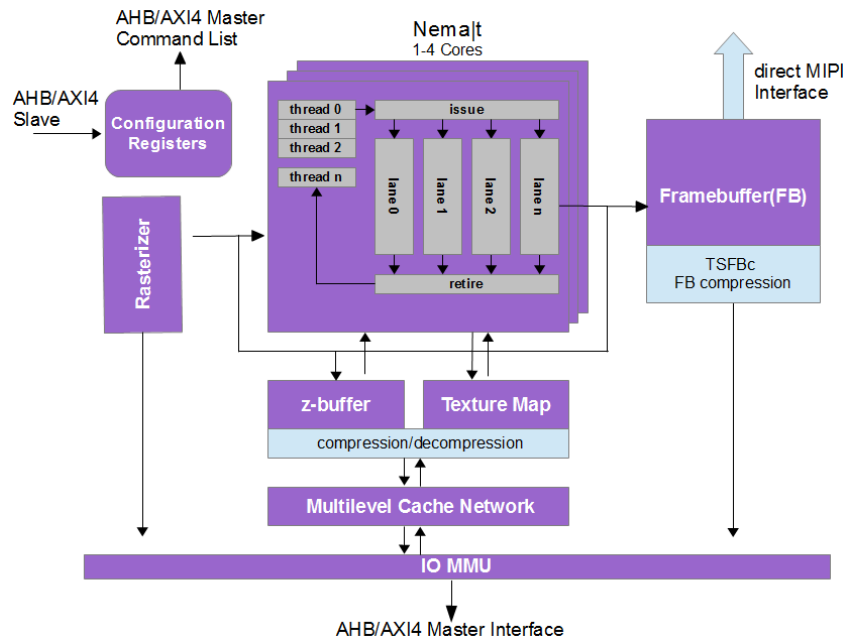 AHB/AXI4 Master
Command List
Nema|t
1-4 Cores
direct MIPI
Interface
AHB/AXI4
Slave
Configuration
Registers
thread 0
thread 1
thread 2
thread n
issue
lane 0
lane 1
lane 2
lane n
retire
Rasterizer
Framebuffer(FB)
TSFBc
FB compression
z-buffer
Texture Map
compression/decompression
Multilevel Cache Network
IO MMU
AHB/AXI4 Master Interface